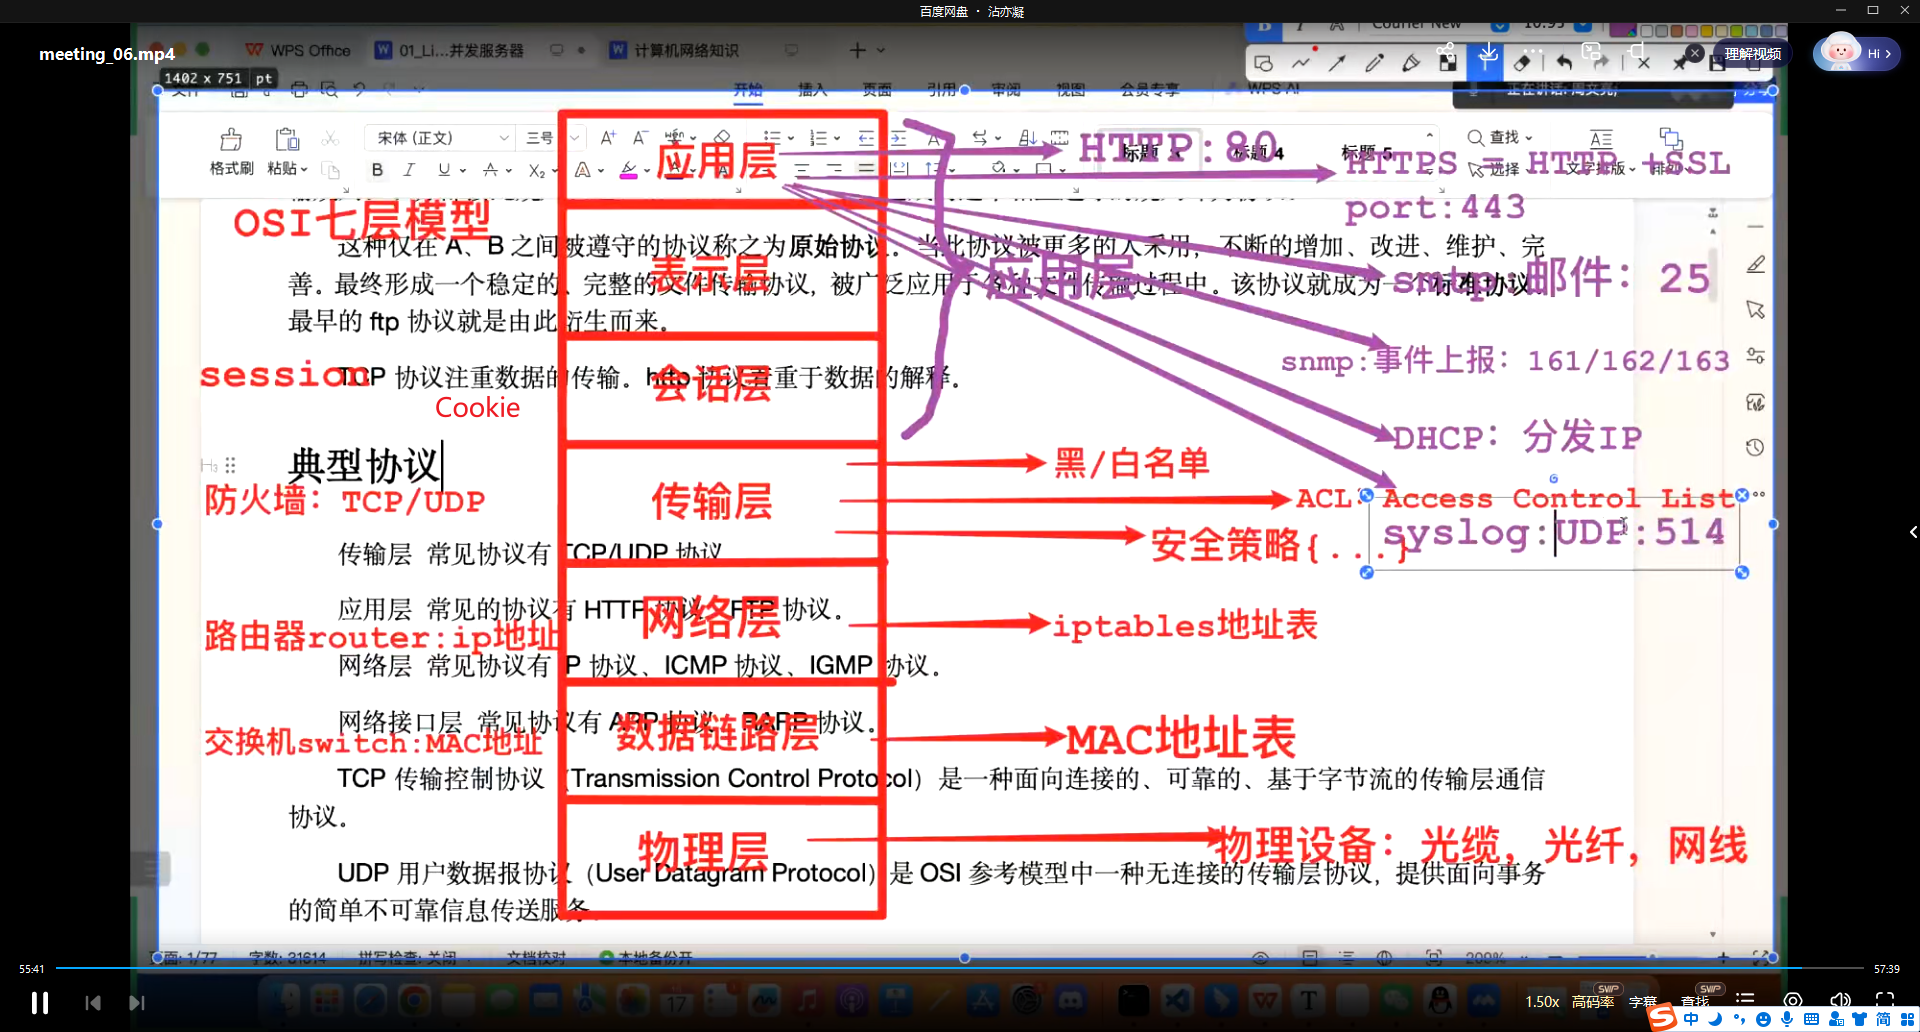 百度网盘 · 沾亦凝
meeting_06.mp4
WPS Office
01_Li...并发服务器
计算机网络知识
理解视频
Hi
1402 x 751 pt
开始
插入
页面
引用
审阅
视图
会员专享
WPS AI
格式刷
粘贴
宋体 (正文)
三号
标题 4
标题 5
查找
选择
文字排版
排列
应用层
HTTP:80
HTTPS = HTTP +SSL
port:443
OSI七层模型
这种仅在 A、B 之间被遵守的协议称之为原始协议。当此协议被更多的人采用，不断的增加、改进、维护、完
善。最终形成一个稳定的、完整的文件传输协议，被广泛应用于各种文件传输过程中。该协议就成为一个标准协议。
最早的 ftp 协议就是由此衍生而来。
表示层
应用层
smtp:邮件：25
snmp:事件上报：161/162/163
session
TCP 协议注重数据的传输。http 协议着重于数据的解释。
会话层
Cookie
DHCP：分发IP
典型协议
黑/白名单
防火墙：TCP/UDP
传输层
ACL：Access Control List
syslog:UDP:514
安全策略{...}
传输层 常见协议有 TCP/UDP 协议
应用层 常见的协议有 HTTP 协议，FTP 协议。
网络层
iptables地址表
路由器router:ip地址
网络层 常见协议有 IP 协议、ICMP 协议、IGMP 协议。
网络接口层 常见协议有 ARP 协议、RARP 协议。
交换机switch:MAC地址
数据链路层
MAC地址表
TCP 传输控制协议（Transmission Control Protocol）是一种面向连接的、可靠的、基于字节流的传输层通信
协议。
物理层
物理设备：光缆，光纤，网线
UDP 用户数据报协议（User Datagram Protocol）是 OSI 参考模型中一种无连接的传输层协议，提供面向事务
的简单不可靠信息传送服务
页面: 1/77
字数: 31614
拼写检查: 关闭
文档校对
本地备份开
200%
55:41
57:39
1.50x
高码率
SVIP
字幕
查找
SVIP
中
简